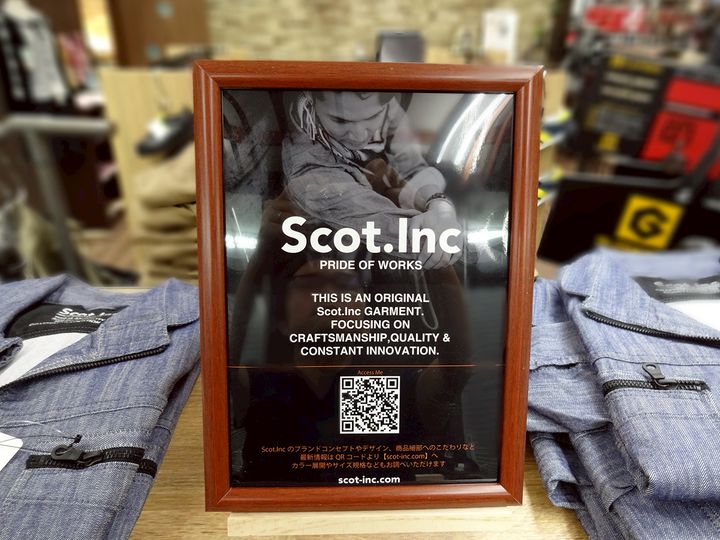 Scot.Inc
PRIDE OF WORKS
THIS IS AN ORIGINAL
Scot.Inc GARMENT.
FOCUSING ON
CRAFTSMANSHIP,QUALITY &
CONSTANT INNOVATION.
Access Me
Scot.Inc のブランドコンセプトやデザイン、商品細部へのこだわりなど
最新情報は QR コードより【scot-inc.com】へ
カラー展開やサイズ規格などもお調べいただけます
scot-inc.com
Scot.Inc